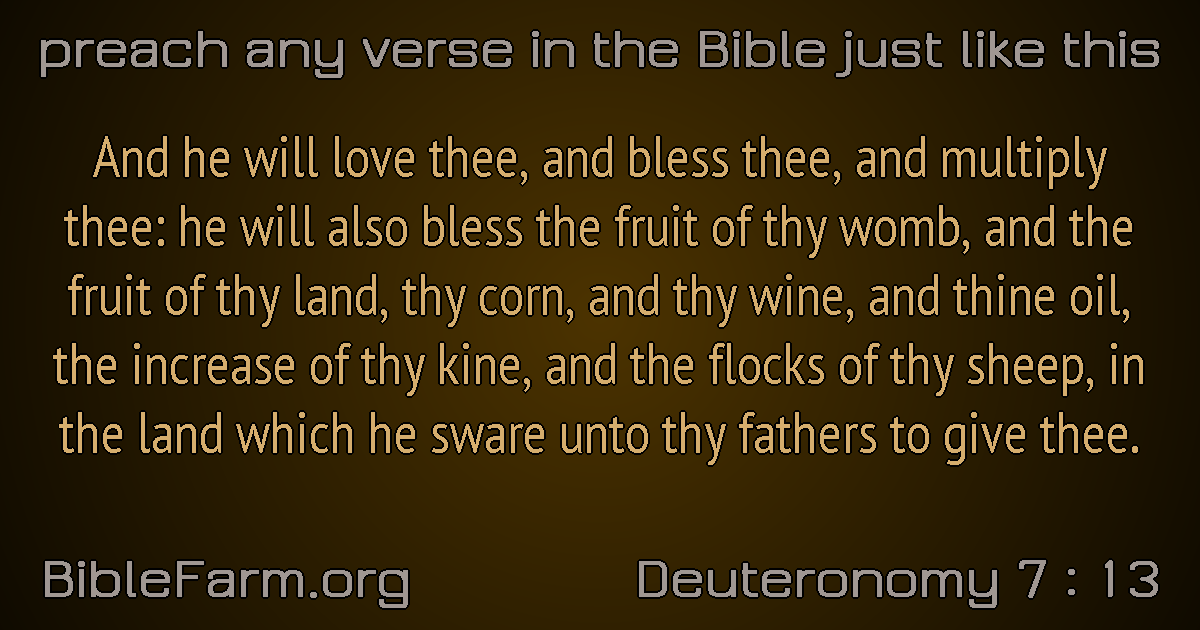 preach any verse in the Bible just like this
And he will love thee, and bless thee, and multiply
thee: he will also bless the fruit of thy womb, and the
fruit of thy land, thy corn, and thy wine, and thine oil,
the increase of thy kine, and the flocks of thy sheep, in
the land which he sware unto thy fathers to give thee.
BibleFarm.org
Deuteronomy 7 : 13